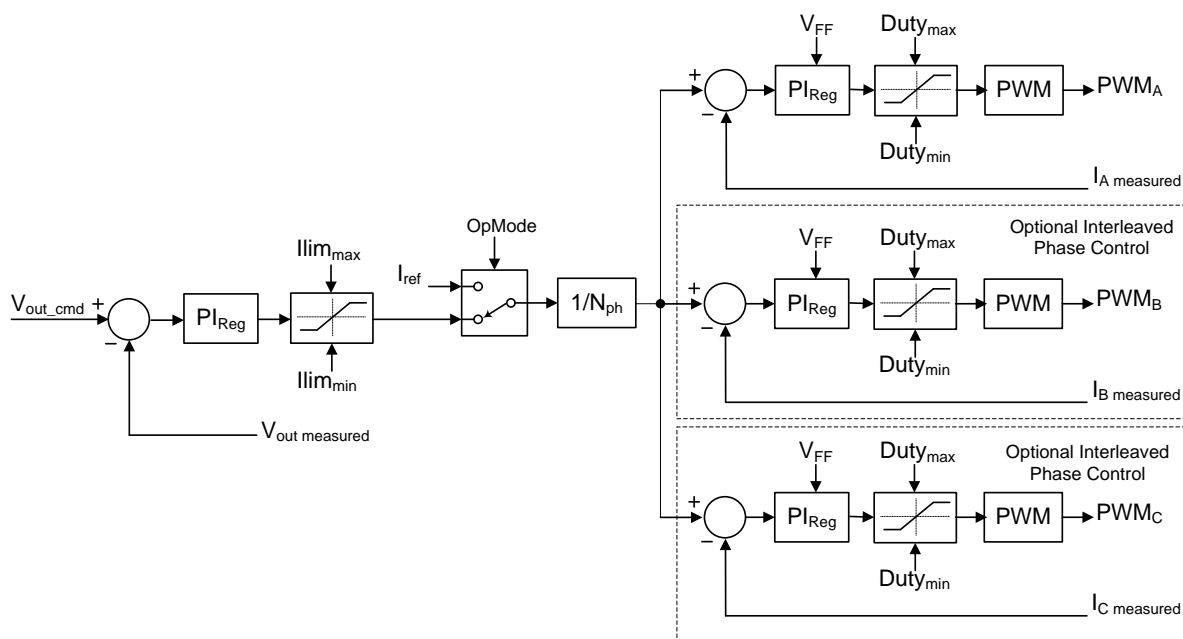 V_FF
Duty_max
PI_Reg
PWM
PWM_A
+
−
Duty_min
I_A measured
Optional Interleaved
Phase Control
V_FF
Duty_max
PI_Reg
PWM
PWM_B
+
−
Duty_min
I_B measured
OpMode
Ilim_max
I_ref
V_out_cmd
+
−
PI_Reg
1/N_ph
Ilim_min
V_out measured
Optional Interleaved
Phase Control
V_FF
Duty_max
PI_Reg
PWM
PWM_C
+
−
Duty_min
I_C measured